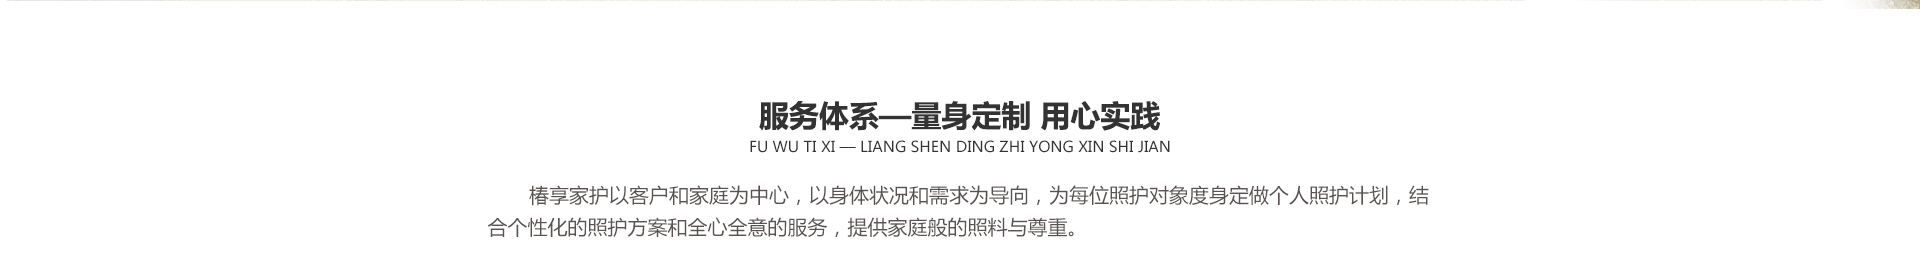 服务体系—量身定制 用心实践
FU WU TI XI — LIANG SHEN DING ZHI YONG XIN SHI JIAN
椿享家护以客户和家庭为中心，以身体状况和需求为导向，为每位照护对象度身定做个人照护计划，结
合个性化的照护方案和全心全意的服务，提供家庭般的照料与尊重。